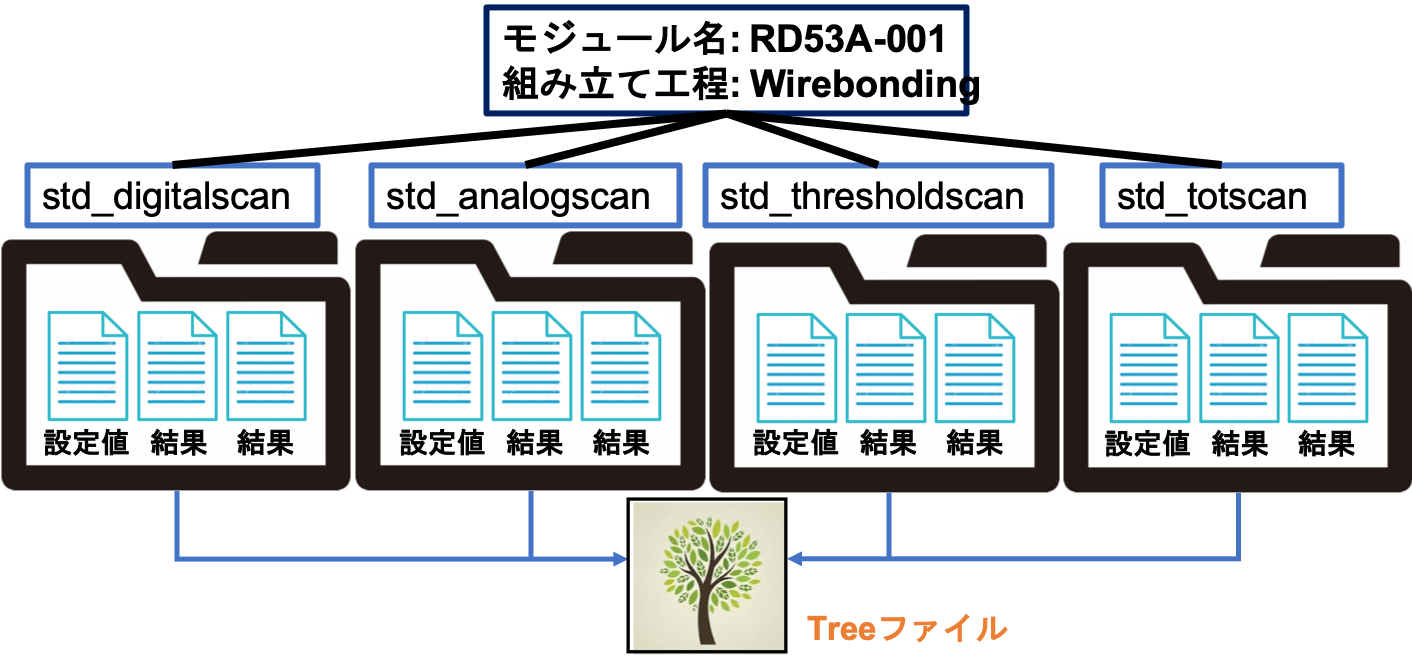 モジュール名: RD53A-001
組み立て工程: Wirebonding
std_digitalscan
std_analogscan
std_thresholdscan
std_totscan
設定値 結果 結果
設定値 結果 結果
設定値 結果 結果
設定値 結果 結果
Treeファイル